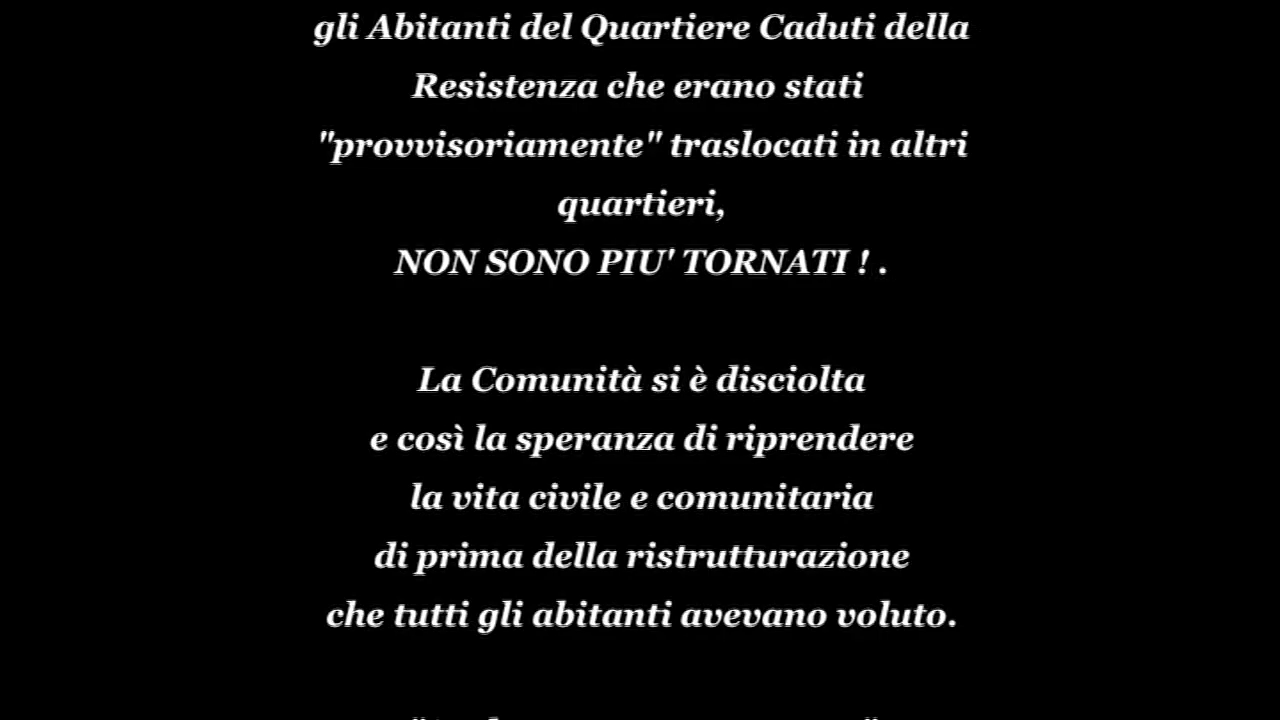 gli Abitanti del Quartiere Caduti della
Resistenza che erano stati
"provvisoriamente" traslocati in altri
quartieri,
NON SONO PIU' TORNATI ! .
La Comunità si è disciolta
e così la speranza di riprendere
la vita civile e comunitaria
di prima della ristrutturazione
che tutti gli abitanti avevano voluto.